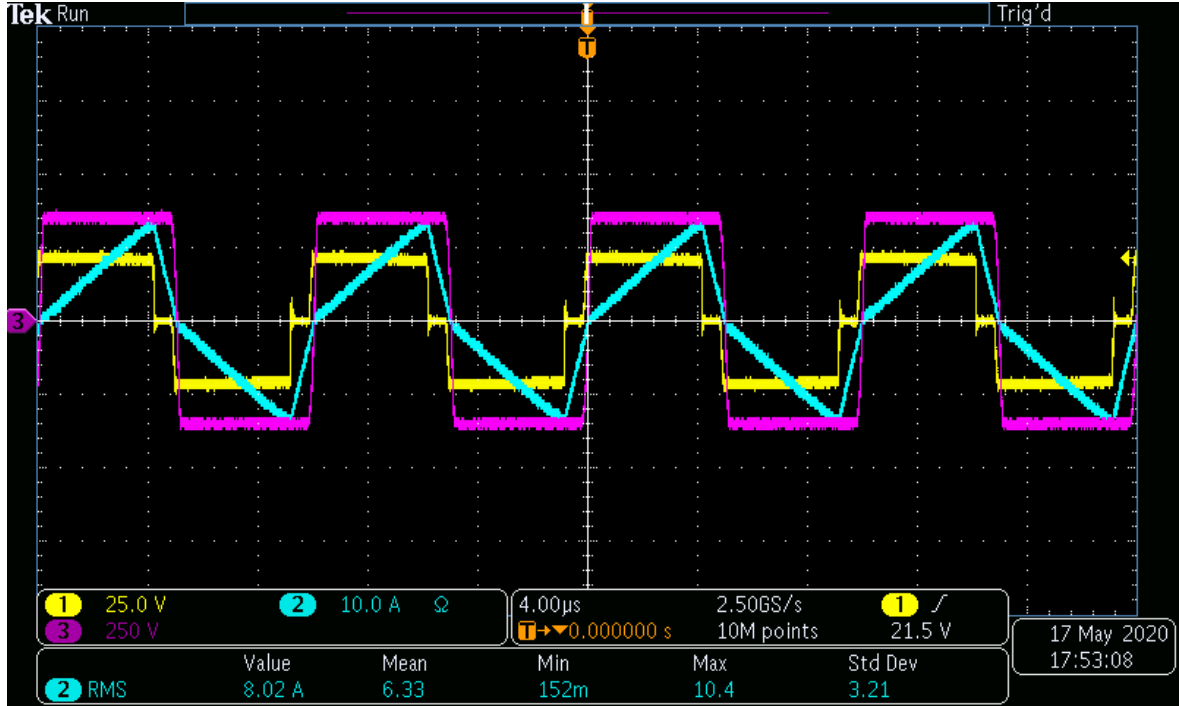 Tek Run Trig'd
T
3
1 25.0 V 2 10.0 A Ω 4.00µs 2.50GS/s 1 /
3 250 V T→▼0.000000 s 10M points 21.5 V
17 May 2020
17:53:08
Value Mean Min Max Std Dev
2 RMS 8.02 A 6.33 152m 10.4 3.21